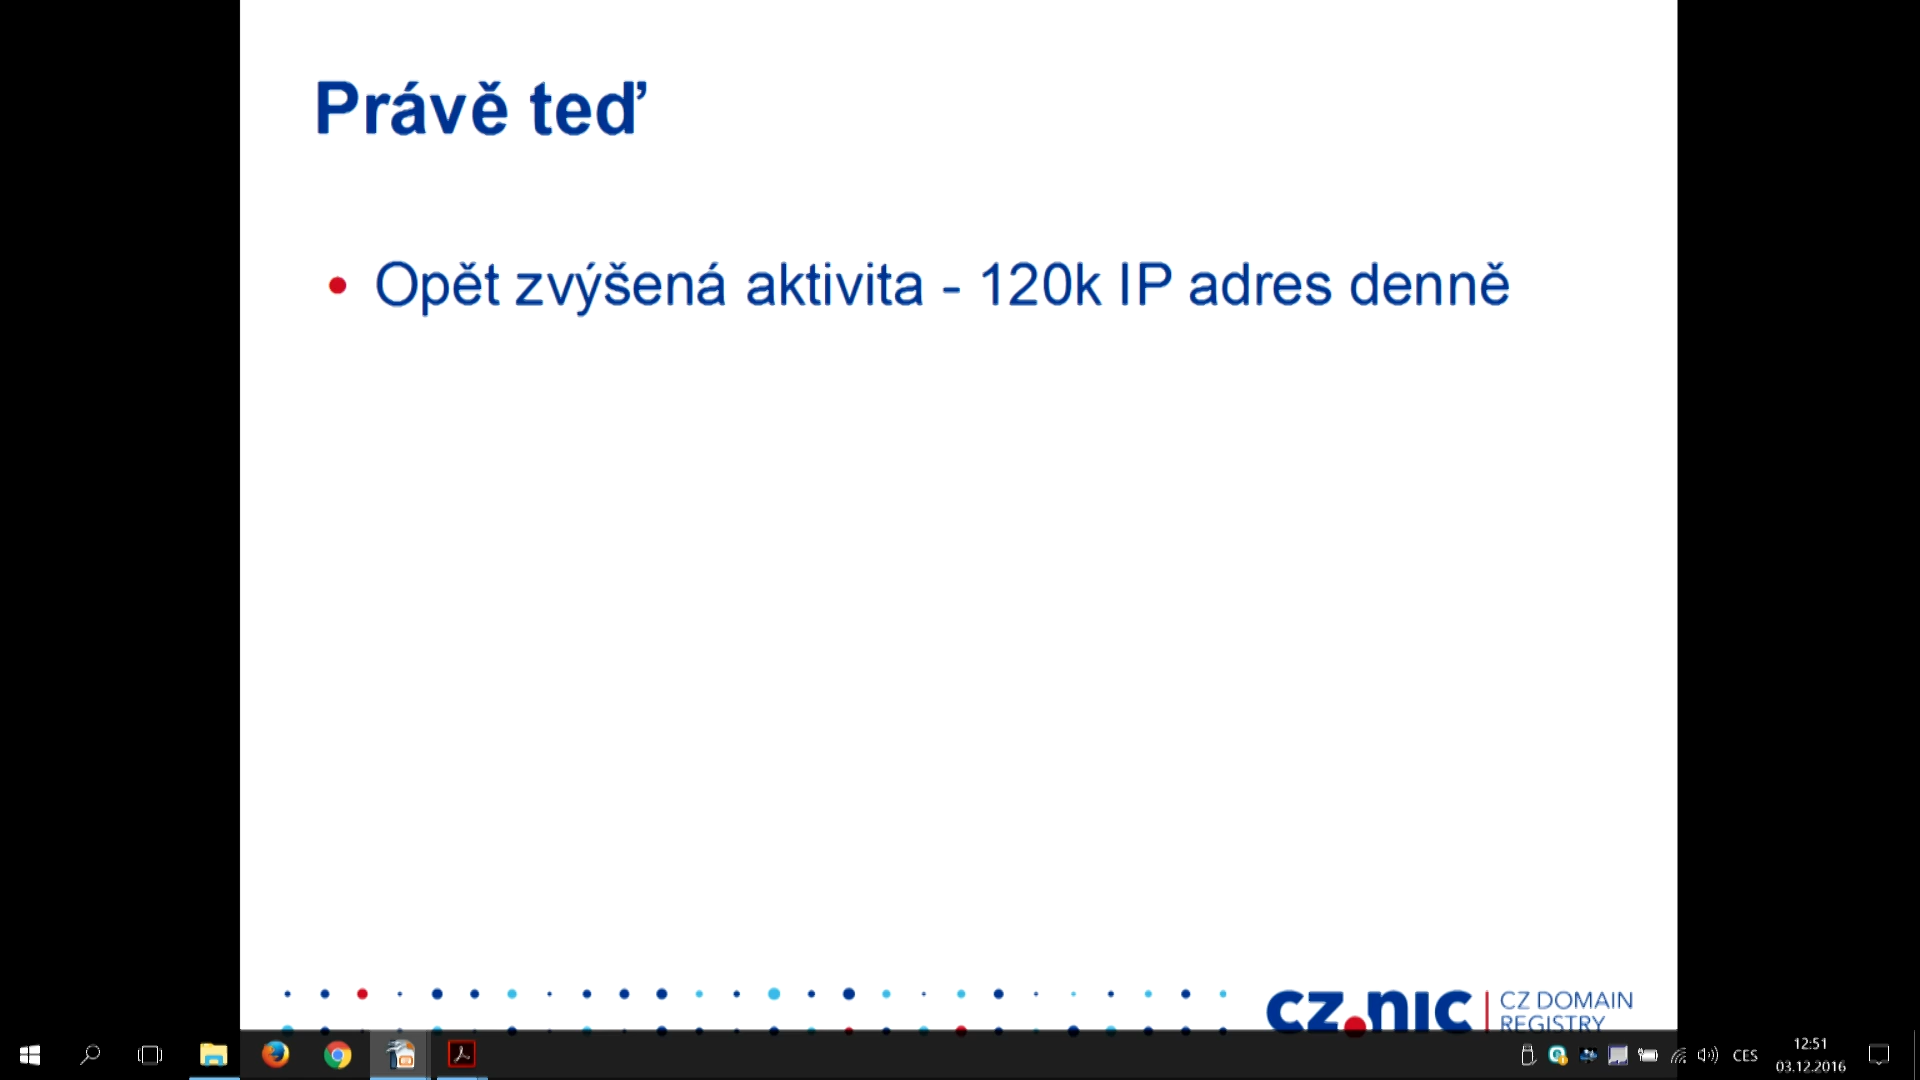 Právě teď
• Opět zvýšená aktivita - 120k IP adres denně
CZ.NIC | CZ DOMAIN
REGISTRY
CES
12:51
03.12.2016